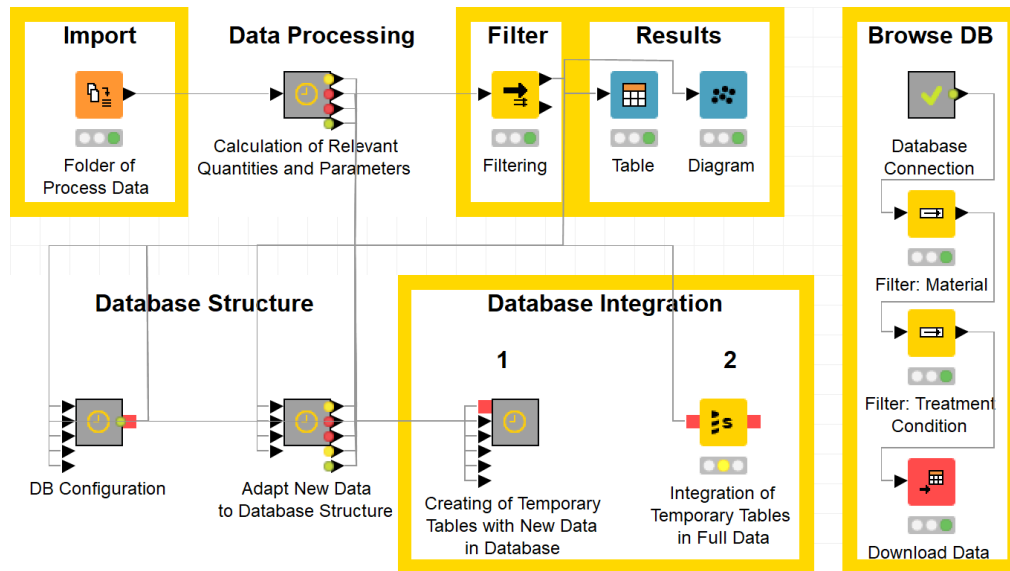 Import
Data Processing
Filter
Results
Browse DB
Folder of
Process Data
Calculation of Relevant
Quantities and Parameters
Filtering
Table
Diagram
Database
Connection
Filter: Material
Filter: Treatment
Condition
Download Data
Database Structure
Database Integration
1
2
s
DB Configuration
Adapt New Data
to Database Structure
Creating of Temporary
Tables with New Data
in Database
Integration of
Temporary Tables
in Full Data